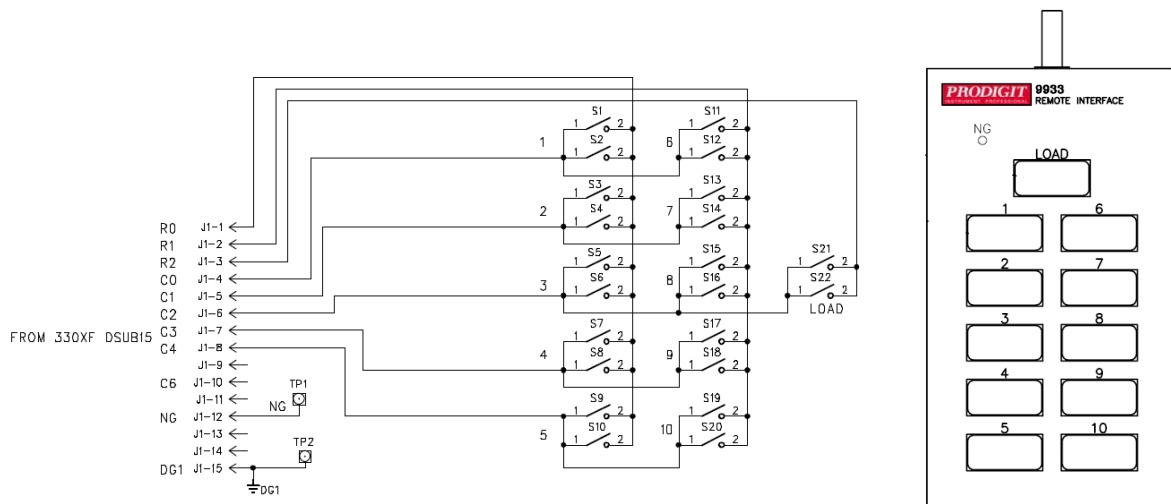 FROM 330XF DSUB15
R0 J1-1
R1 J1-2
R2 J1-3
C0 J1-4
C1 J1-5
C2 J1-6
C3 J1-7
C4 J1-8
J1-9
C6 J1-10
J1-11
NG J1-12
J1-13
J1-14
DG1 J1-15
NG
TP1
TP2
DG1
1
1 S1 2
1 S2 2
2
1 S3 2
1 S4 2
3
1 S5 2
1 S6 2
4
1 S7 2
1 S8 2
5
1 S9 2
1 S10 2
6
1 S11 2
1 S12 2
7
1 S13 2
1 S14 2
8
1 S15 2
1 S16 2
9
1 S17 2
1 S18 2
10
1 S19 2
1 S20 2
1 S21 2
1 S22 2
LOAD
PRODIGIT 9933
INSTRUMENT PROFESSIONAL REMOTE INTERFACE
NG
LOAD
1 6
2 7
3 8
4 9
5 10